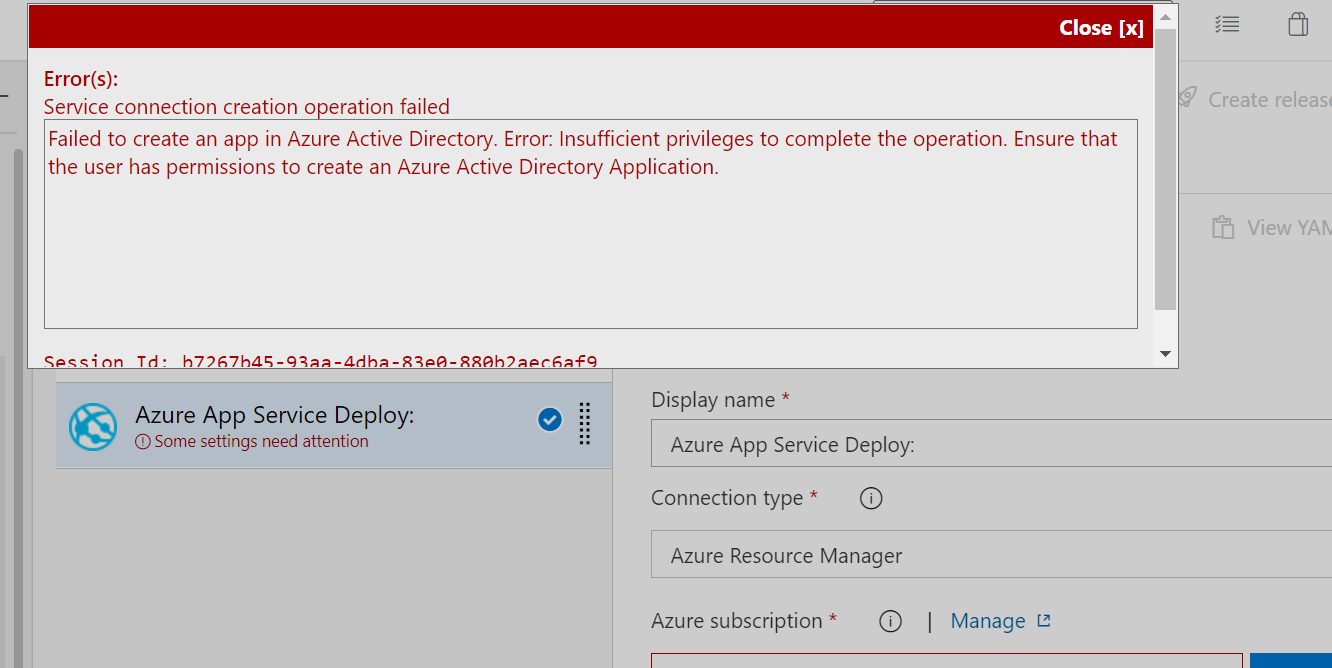 Close [x]
Error(s):
Service connection creation operation failed
Failed to create an app in Azure Active Directory. Error: Insufficient privileges to complete the operation. Ensure that
the user has permissions to create an Azure Active Directory Application.
Session Id: b7267b45-93aa-4dba-83e0-880b2aec6af9
Create release
View YAM
Azure App Service Deploy:
Some settings need attention
Display name *
Azure App Service Deploy:
Connection type *
Azure Resource Manager
Azure subscription * | Manage